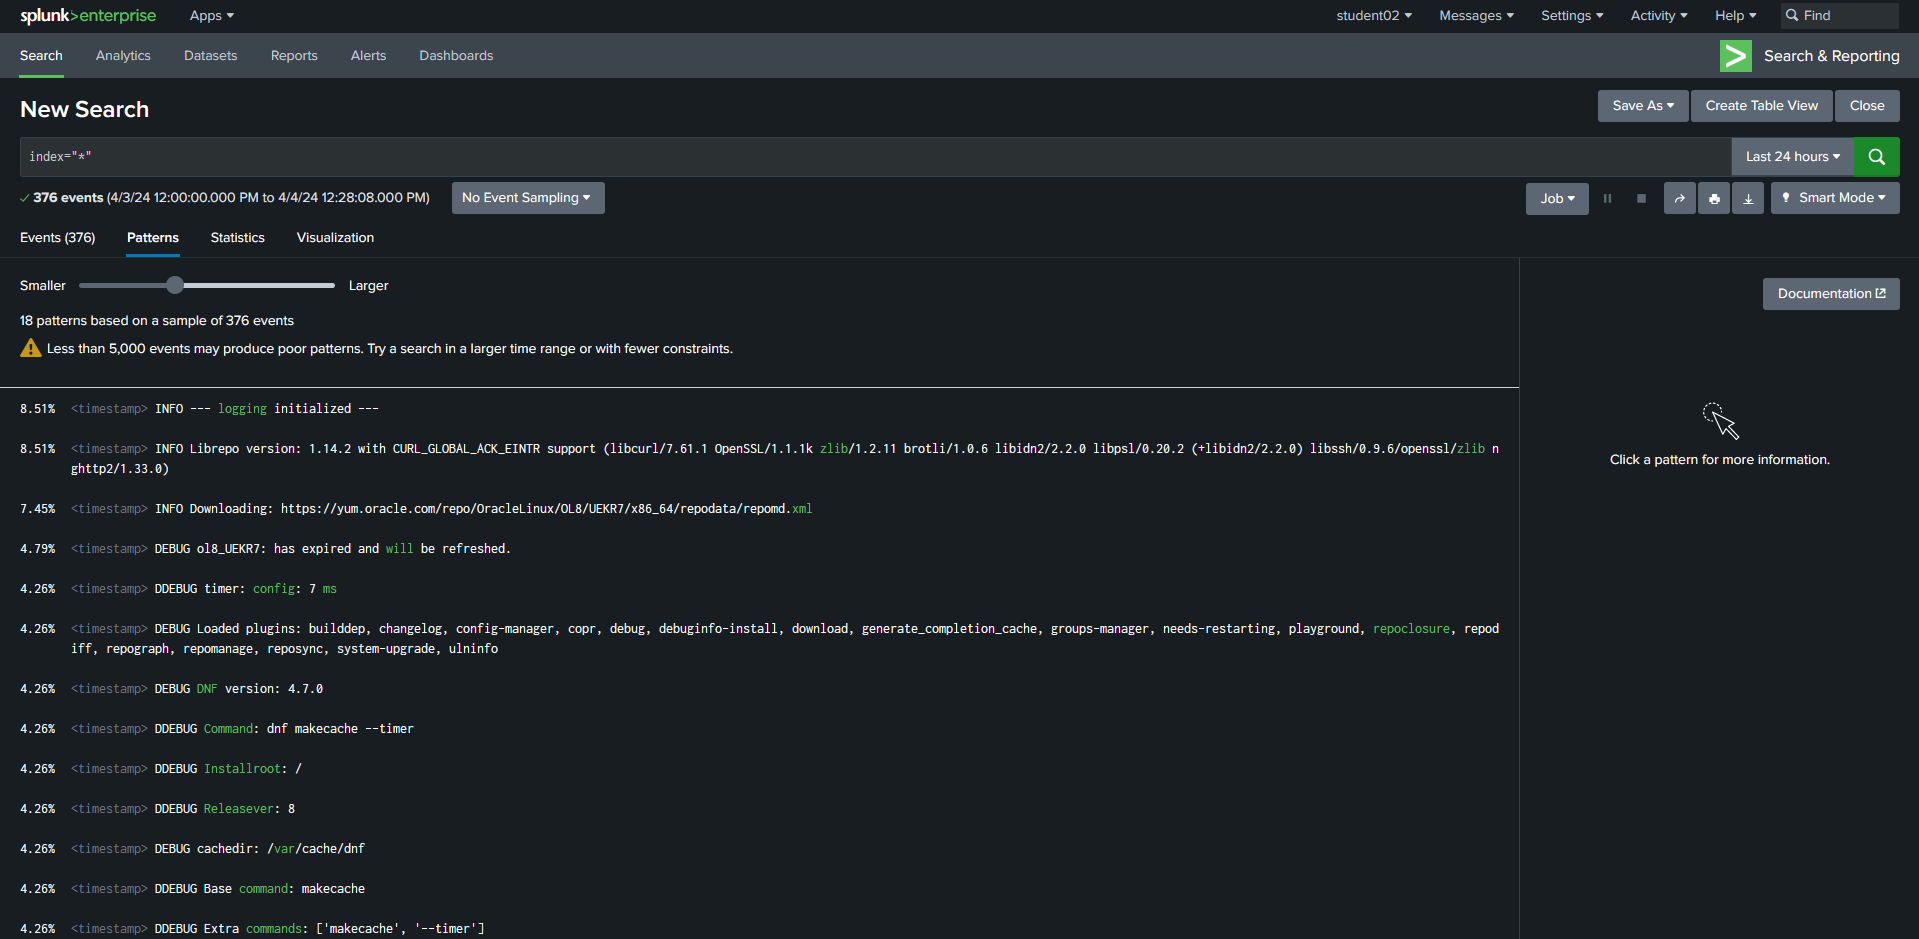 splunk>enterprise Apps student02 Messages Settings Activity Help Find
Search Analytics Datasets Reports Alerts Dashboards Search & Reporting
New Search Save As Create Table View Close
index="*" Last 24 hours
376 events (4/3/24 12:00:00.000 PM to 4/4/24 12:28:08.000 PM) No Event Sampling Job Smart Mode
Events (376) Patterns Statistics Visualization
Smaller Larger
Documentation
18 patterns based on a sample of 376 events
Less than 5,000 events may produce poor patterns. Try a search in a larger time range or with fewer constraints.
8.51% <timestamp> INFO --- logging initialized ---
8.51% <timestamp> INFO Librepo version: 1.14.2 with CURL_GLOBAL_ACK_EINTR support (libcurl/7.61.1 OpenSSL/1.1.1k zlib/1.2.11 brotli/1.0.6 libidn2/2.2.0 libpsl/0.20.2 (+libidn2/2.2.0) libssh/0.9.6/openssl/zlib n
ghttp2/1.33.0)
Click a pattern for more information.
7.45% <timestamp> INFO Downloading: https://yum.oracle.com/repo/OracleLinux/OL8/UEKR7/x86_64/repodata/repomd.xml
4.79% <timestamp> DEBUG ol8_UEKR7: has expired and will be refreshed.
4.26% <timestamp> DDEBUG timer: config: 7 ms
4.26% <timestamp> DEBUG Loaded plugins: builddep, changelog, config-manager, copr, debug, debuginfo-install, download, generate_completion_cache, groups-manager, needs-restarting, playground, repoclosure, repod
iff, repograph, repomanage, reposync, system-upgrade, ulninfo
4.26% <timestamp> DEBUG DNF version: 4.7.0
4.26% <timestamp> DDEBUG Command: dnf makecache --timer
4.26% <timestamp> DDEBUG Installroot: /
4.26% <timestamp> DDEBUG Releasever: 8
4.26% <timestamp> DEBUG cachedir: /var/cache/dnf
4.26% <timestamp> DDEBUG Base command: makecache
4.26% <timestamp> DDEBUG Extra commands: ['makecache', '--timer']